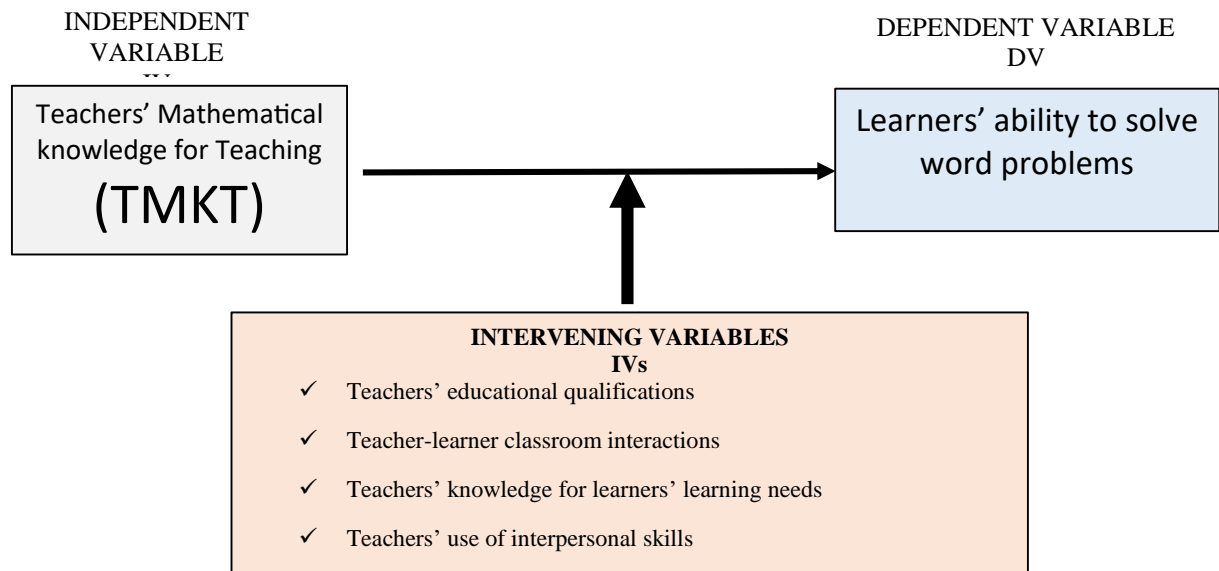 INDEPENDENT
VARIABLE
Teachers’ Mathematical
knowledge for Teaching
(TMKT)
DEPENDENT VARIABLE
DV
Learners’ ability to solve
word problems
INTERVENING VARIABLES
IVs
✓ Teachers’ educational qualifications
✓ Teacher-learner classroom interactions
✓ Teachers’ knowledge for learners’ learning needs
✓ Teachers’ use of interpersonal skills